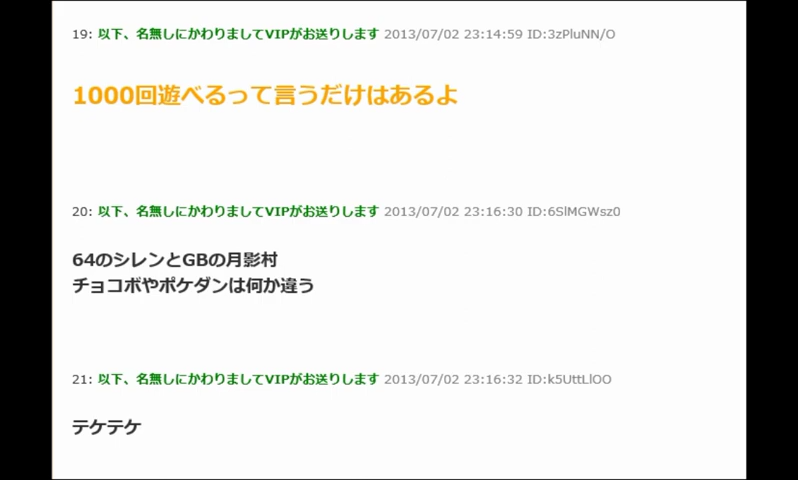 19: 以下、名無しにかわりましてVIPがお送りします 2013/07/02 23:14:59 ID:3zPluNN/O
1000回遊べるって言うだけはあるよ
20: 以下、名無しにかわりましてVIPがお送りします 2013/07/02 23:16:30 ID:6SlMGWsz0
64のシレンとGBの月影村
チョコボやポケダンは何か違う
21: 以下、名無しにかわりましてVIPがお送りします 2013/07/02 23:16:32 ID:k5UttLlOO
テケテケ